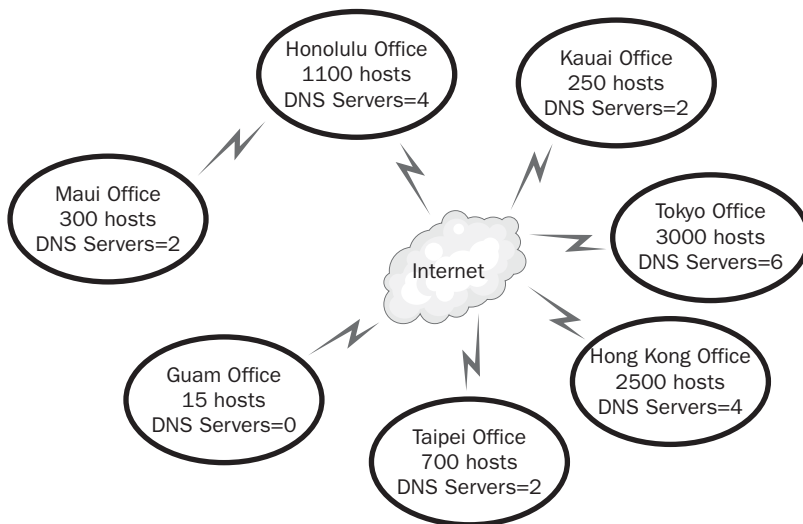 Honolulu Office
1100 hosts
DNS Servers=4
Kauai Office
250 hosts
DNS Servers=2
Maui Office
300 hosts
DNS Servers=2
Tokyo Office
3000 hosts
DNS Servers=6
Internet
Guam Office
15 hosts
DNS Servers=0
Hong Kong Office
2500 hosts
DNS Servers=4
Taipei Office
700 hosts
DNS Servers=2